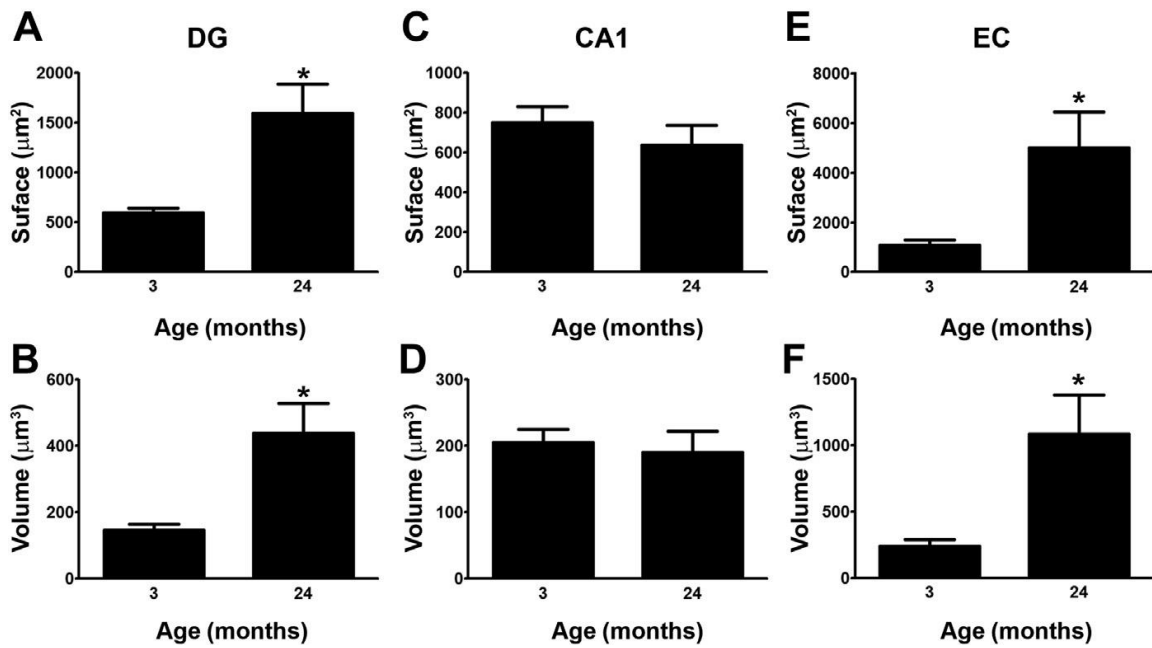 A
DG
Suface (μm²)
2000
1500
1000
500
0
*
3
24
Age (months)
C
CA1
Suface (μm²)
1000
800
600
400
200
0
3
24
Age (months)
E
EC
Suface (μm²)
8000
6000
4000
2000
0
*
3
24
Age (months)
B
Volume (μm³)
600
400
200
0
*
3
24
Age (months)
D
Volume (μm³)
300
200
100
0
3
24
Age (months)
F
Volume (μm³)
1500
1000
500
0
*
3
24
Age (months)